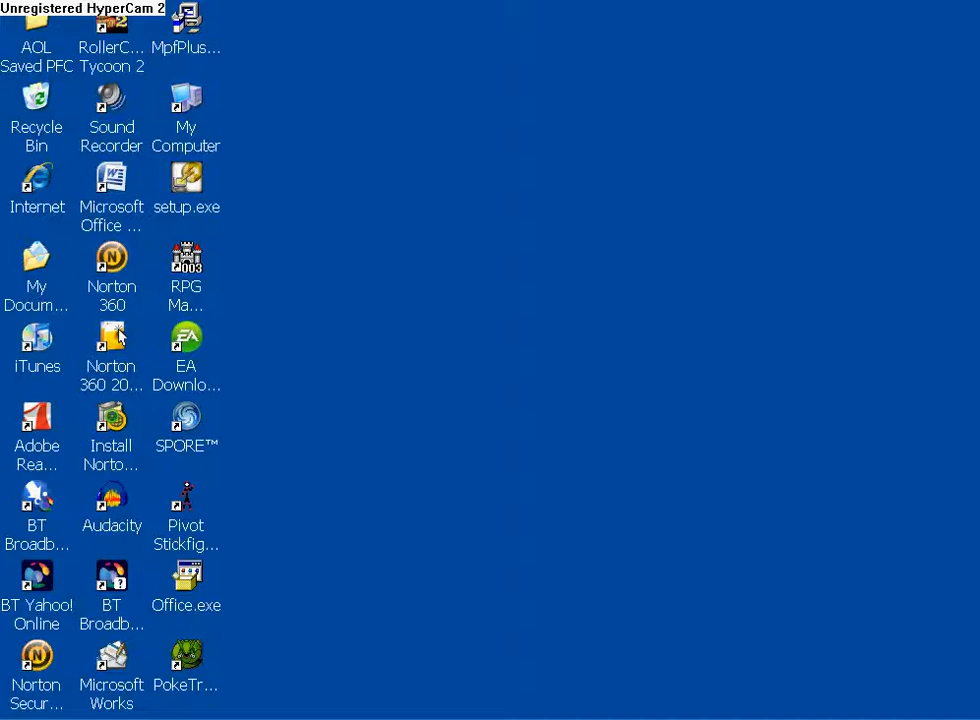 Unregistered HyperCam 2
AOL
Saved PFC
RollerC...
Tycoon 2
MpfPlus...
Recycle
Bin
Sound
Recorder
My
Computer
Internet
Microsoft
Office ...
setup.exe
My
Docum...
Norton
360
RPG
Ma...
003
iTunes
Norton
360 20...
EA
Downlo...
Adobe
Rea...
Install
Norto...
SPORE™
BT
Broadb...
Audacity
Pivot
Stickfig...
BT Yahoo!
Online
BT
Broadb...
Office.exe
Norton
Secur...
Microsoft
Works
PokeTr...